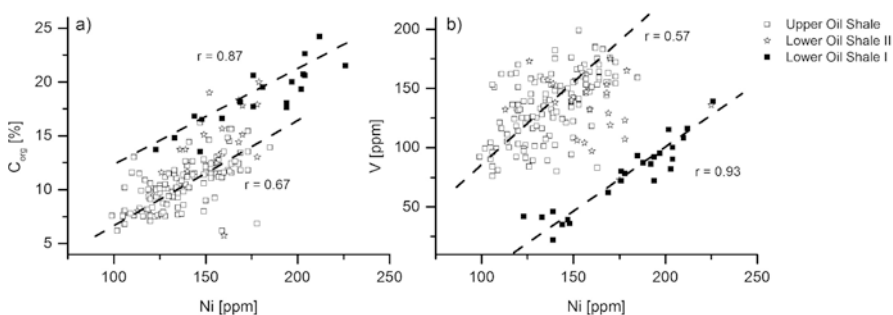 a)
25
20
15
10
5
C_org [%]
r = 0.87
r = 0.67
100
150
200
250
Ni [ppm]
b)
200
150
100
50
V [ppm]
r = 0.57
r = 0.93
100
150
200
250
Ni [ppm]
Upper Oil Shale
Lower Oil Shale II
Lower Oil Shale I